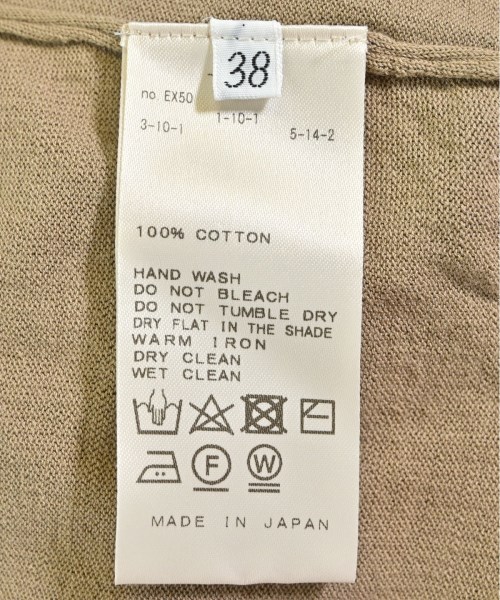 38
no. EX50
3-10-1
1-10-1
5-14-2
100% COTTON
HAND WASH
DO NOT BLEACH
DO NOT TUMBLE DRY
DRY FLAT IN THE SHADE
WARM IRON
DRY CLEAN
WET CLEAN
F
W
MADE IN JAPAN